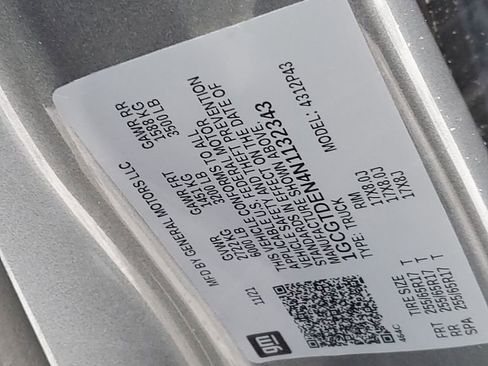 MFD BY GENERAL MOTORS LLC
11/21
GVWR GAWR FRT GAWR RR
2722 KG 1451 KG 1588 KG
6000 LB 3200 LB 3500 LB
THIS VEHICLE CONFORMS TO ALL
APPLICABLE U.S. FEDERAL MOTOR
VEHICLE SAFETY AND THEFT PREVENTION
STANDARDS IN EFFECT ON THE DATE OF
MANUFACTURE SHOWN ABOVE.
1GCGTDEN4N1132343
TYPE: TRUCK MODEL: 4312P43
TIRE SIZE RIM
FRT 255/65R17 T 17X8J
RR 255/65R17 T 17X8.0J
SPA 255/65R17 T 17X8J
gm
464C